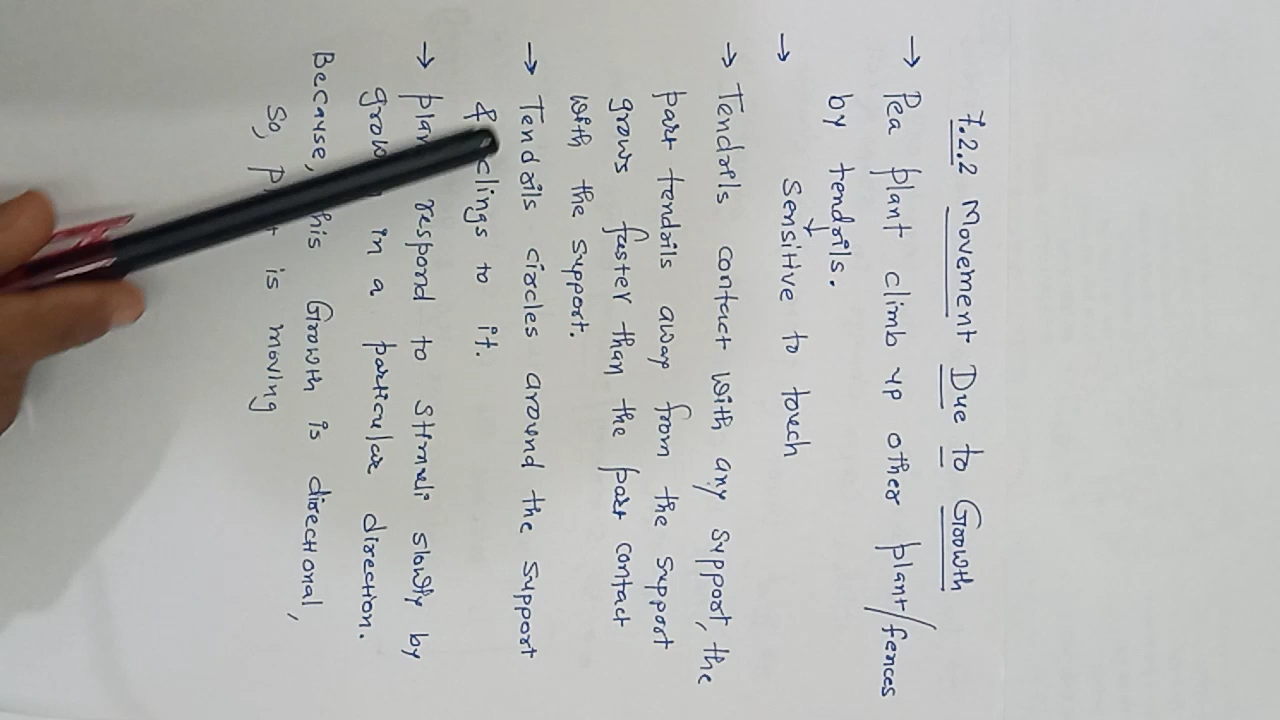 7.2.2 Movement Due to Growth
→ Pea plant climb up other plant/fences
by tendrils.
↓
→ Sensitive to touch
→ Tendrils contact with any support, the
part tendrils away from the support
grows faster than the part contact
with the support.
→ Tendrils circles around the support
& clings to it.
→ respond to Stimuli slowly by
in a particular direction.
Because, Growth is directional,
So, is moving